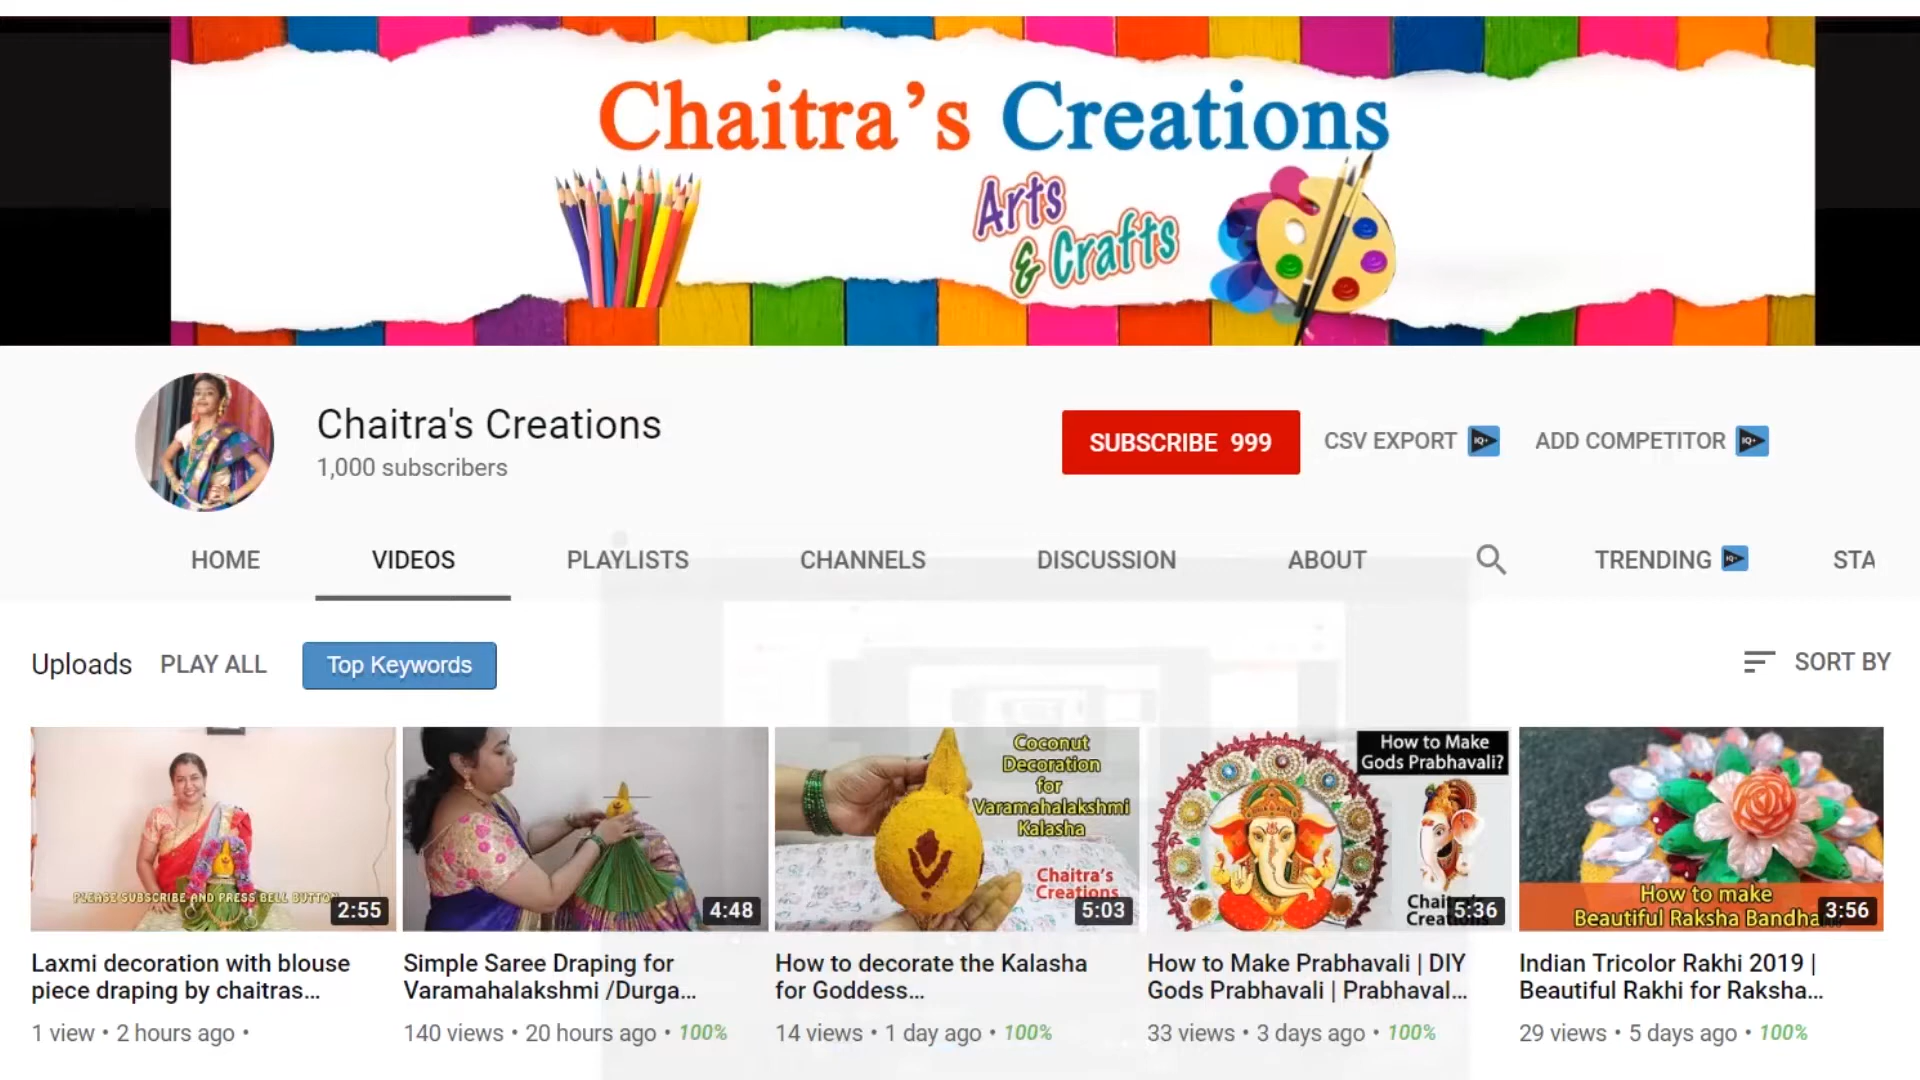 Chaitra's Creations
Arts
& Crafts
Chaitra's Creations
1,000 subscribers
SUBSCRIBE 999
CSV EXPORT
ADD COMPETITOR
HOME
VIDEOS
PLAYLISTS
CHANNELS
DISCUSSION
ABOUT
TRENDING
STA
Uploads
PLAY ALL
Top Keywords
SORT BY
PLEASE SUBSCRIBE AND PRESS BELL BUTTON
2:55
4:48
Coconut
Decoration
for
Varamahalakshmi
Kalasha
Chaitra's
Creations
5:03
How to Make
Gods Prabhavali?
5:36
How to make
Beautiful Raksha Bandha
3:56
Laxmi decoration with blouse
piece draping by chaitras...
1 view • 2 hours ago •
Simple Saree Draping for
Varamahalakshmi /Durga...
140 views • 20 hours ago • 100%
How to decorate the Kalasha
for Goddess...
14 views • 1 day ago • 100%
How to Make Prabhavali | DIY
Gods Prabhavali | Prabhaval...
33 views • 3 days ago • 100%
Indian Tricolor Rakhi 2019 |
Beautiful Rakhi for Raksha...
29 views • 5 days ago • 100%